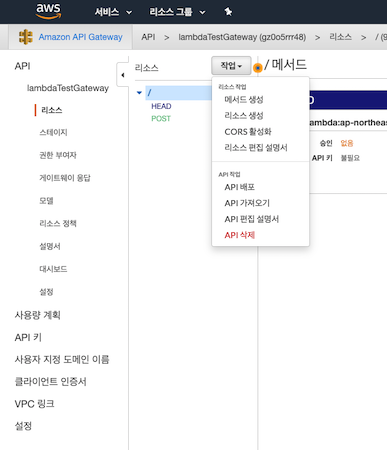 aws 서비스 리소스 그룹
Amazon API Gateway API > lambdaTestGateway (gz0o5rrr48) > 리소스 > / (9
API
lambdaTestGateway
리소스
스테이지
권한 부여자
게이트웨이 응답
모델
리소스 정책
설명서
대시보드
설정
사용량 계획
API 키
사용자 지정 도메인 이름
클라이언트 인증서
VPC 링크
설정
리소스
/
HEAD
POST
작업
리소스 작업
메서드 생성
리소스 생성
CORS 활성화
리소스 편집 설명서
API 작업
API 배포
API 가져오기
API 편집 설명서
API 삭제
/ 메서드
D
ambda:ap-northeas
승인 없음
API 키 불필요